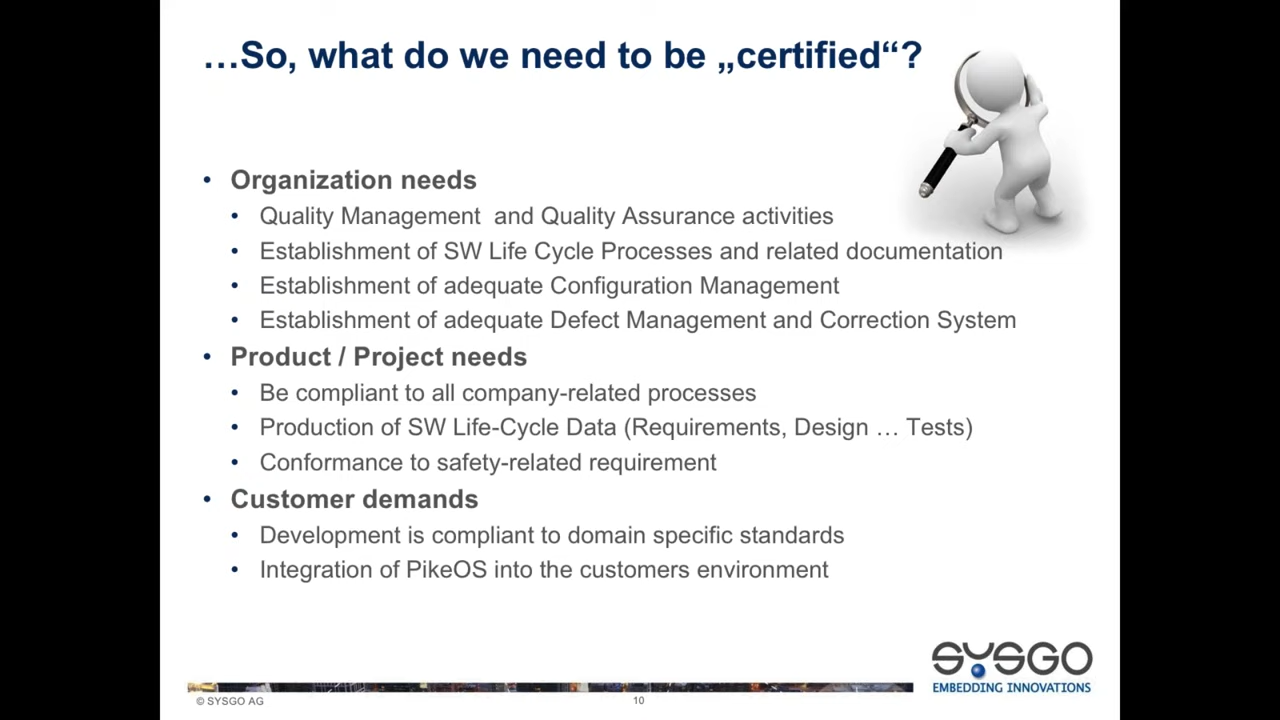 …So, what do we need to be „certified“?
• Organization needs
• Quality Management  and Quality Assurance activities
• Establishment of SW Life Cycle Processes and related documentation
• Establishment of adequate Configuration Management
• Establishment of adequate Defect Management and Correction System
• Product / Project needs
• Be compliant to all company-related processes
• Production of SW Life-Cycle Data (Requirements, Design … Tests)
• Conformance to safety-related requirement
• Customer demands
• Development is compliant to domain specific standards
• Integration of PikeOS into the customers environment
SYSGO
EMBEDDING INNOVATIONS
© SYSGO AG
10